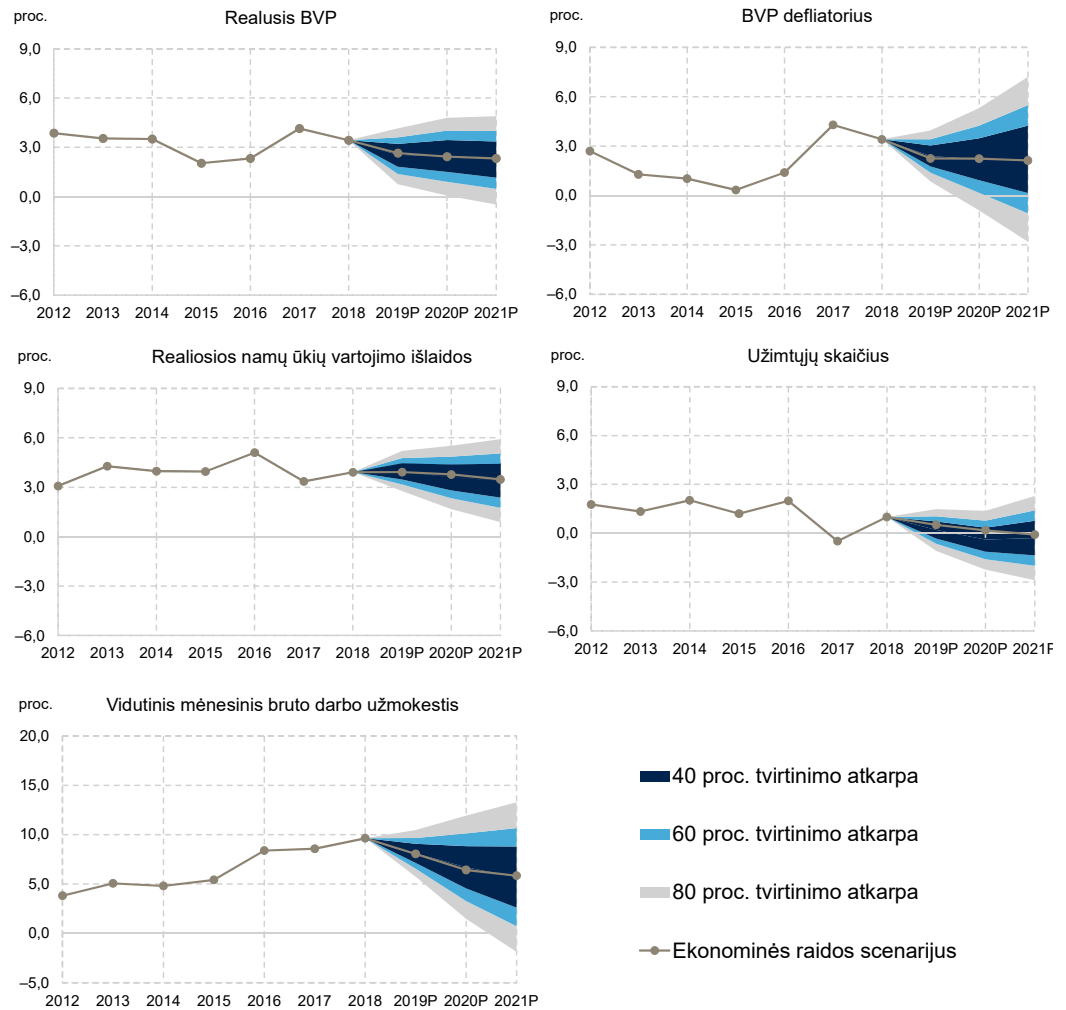 proc.
Realusis BVP
9,0
6,0
3,0
0,0
–3,0
–6,0
2012 2013 2014 2015 2016 2017 2018 2019P 2020P 2021P
proc.
BVP defliatorius
9,0
6,0
3,0
0,0
–3,0
–6,0
2012 2013 2014 2015 2016 2017 2018 2019P 2020P 2021P
proc.
Realiosios namų ūkių vartojimo išlaidos
9,0
6,0
3,0
0,0
–3,0
–6,0
2012 2013 2014 2015 2016 2017 2018 2019P 2020P 2021P
proc.
Užimtųjų skaičius
9,0
6,0
3,0
0,0
–3,0
–6,0
2012 2013 2014 2015 2016 2017 2018 2019P 2020P 2021P
proc.
Vidutinis mėnesinis bruto darbo užmokestis
20,0
15,0
10,0
5,0
0,0
–5,0
2012 2013 2014 2015 2016 2017 2018 2019P 2020P 2021P
40 proc. tvirtinimo atkarpa
60 proc. tvirtinimo atkarpa
80 proc. tvirtinimo atkarpa
Ekonominės raidos scenarijus